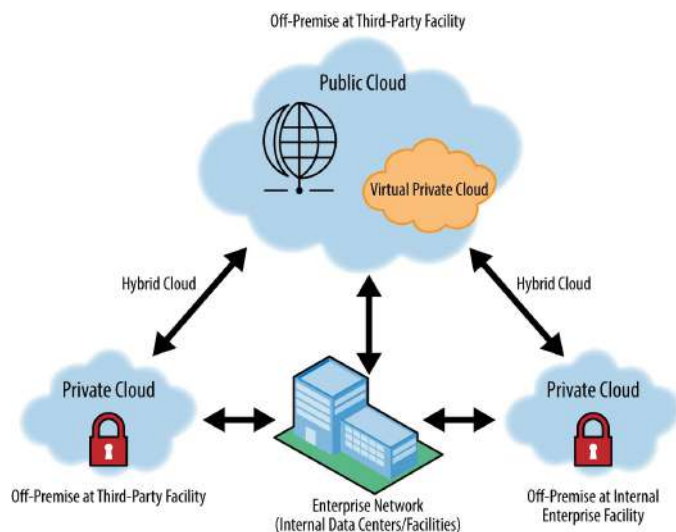 Off-Premise at Third-Party Facility
Public Cloud
Virtual Private Cloud
Hybrid Cloud
Hybrid Cloud
Private Cloud
Private Cloud
Off-Premise at Third-Party Facility
Enterprise Network
(Internal Data Centers/Facilities)
Off-Premise at Internal
Enterprise Facility